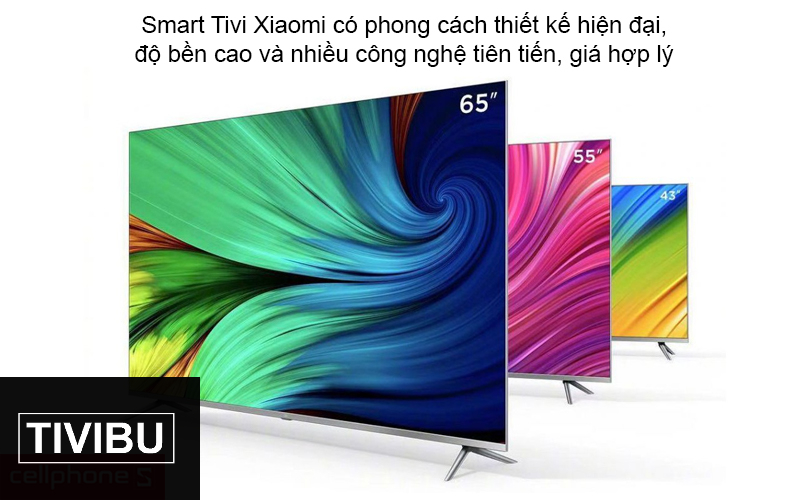 Smart Tivi Xiaomi có phong cách thiết kế hiện đại,
độ bền cao và nhiều công nghệ tiên tiến, giá hợp lý
65"
55"
43"
TIVIBU
cellphone S